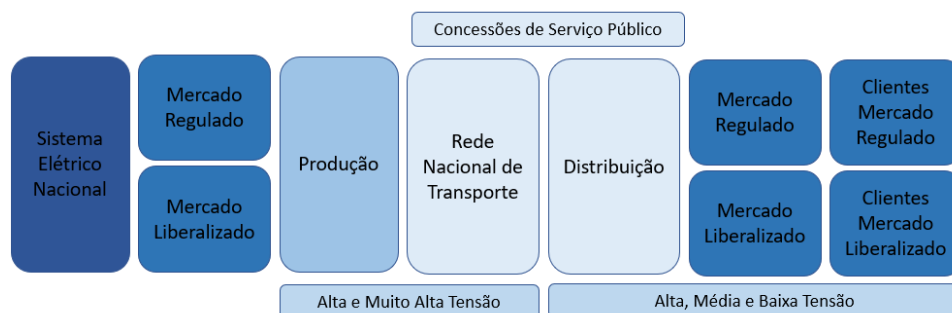 Concessões de Serviço Público
Sistema
Elétrico
Nacional
Mercado
Regulado
Mercado
Liberalizado
Produção
Rede
Nacional de
Transporte
Distribuição
Mercado
Regulado
Mercado
Liberalizado
Clientes
Mercado
Regulado
Clientes
Mercado
Liberalizado
Alta e Muito Alta Tensão
Alta, Média e Baixa Tensão